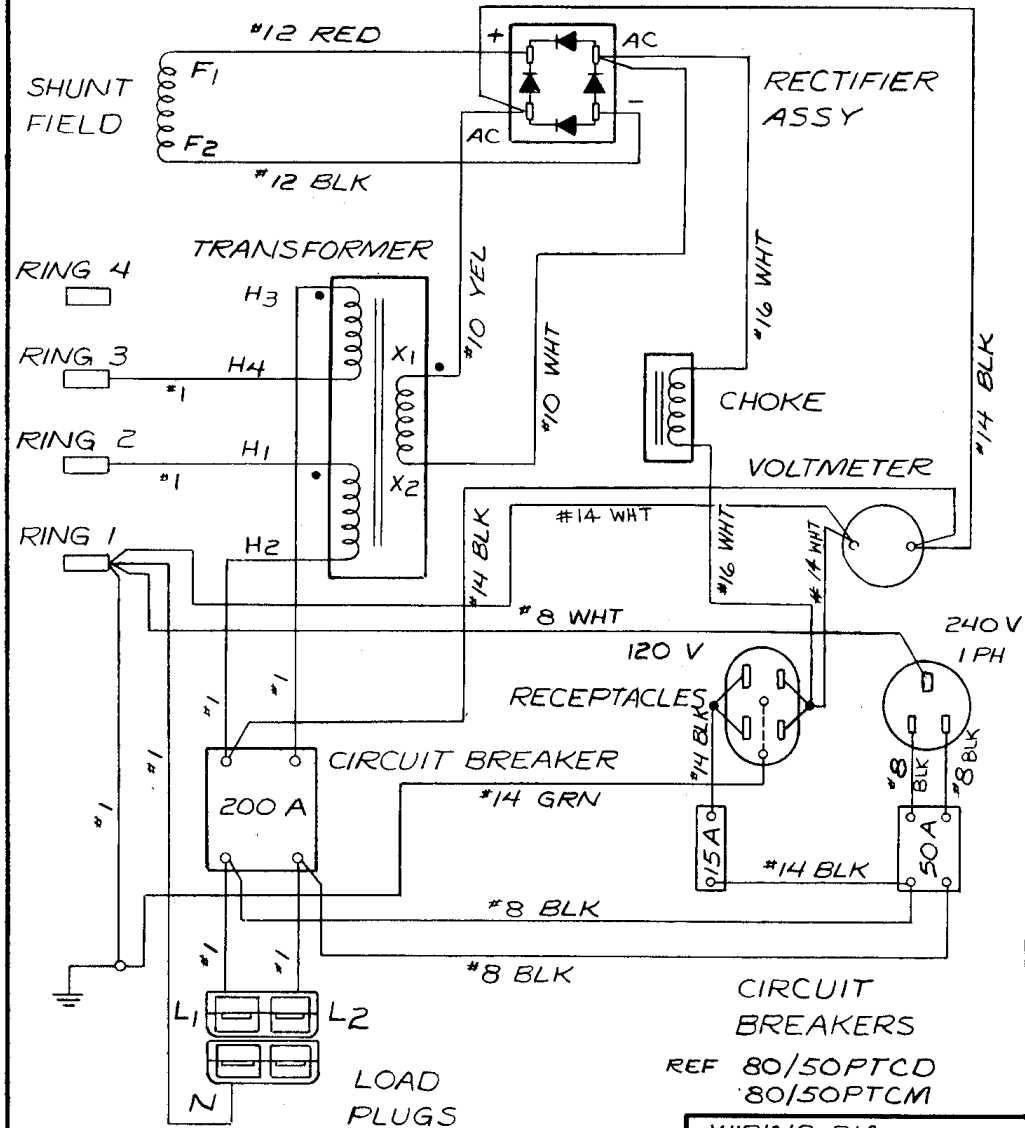 #12 RED
+
AC
SHUNT
FIELD
F1
F2
RECTIFIER
ASSY
AC
−
#12 BLK
TRANSFORMER
RING 4
H3
RING 3
H4
#1
X1
#10 YEL
#10 WHT
#16 WHT
#14 BLK
CHOKE
RING 2
H1
#1
X2
VOLTMETER
RING 1
H2
#14 BLK
#14 WHT
#16 WHT
#14 WHT
#8 WHT
240 V
1 PH
120 V
RECEPTACLES
#1
#1
#1
#1
CIRCUIT BREAKER
200 A
#14 GRN
#14 BLK
#8 BLK
#8 BLK
15A
50A
#14 BLK
#8 BLK
#8 BLK
#1
#1
L1
L2
N
LOAD
PLUGS
CIRCUIT
BREAKERS
REF 80/50PTCD
80/50PTCM